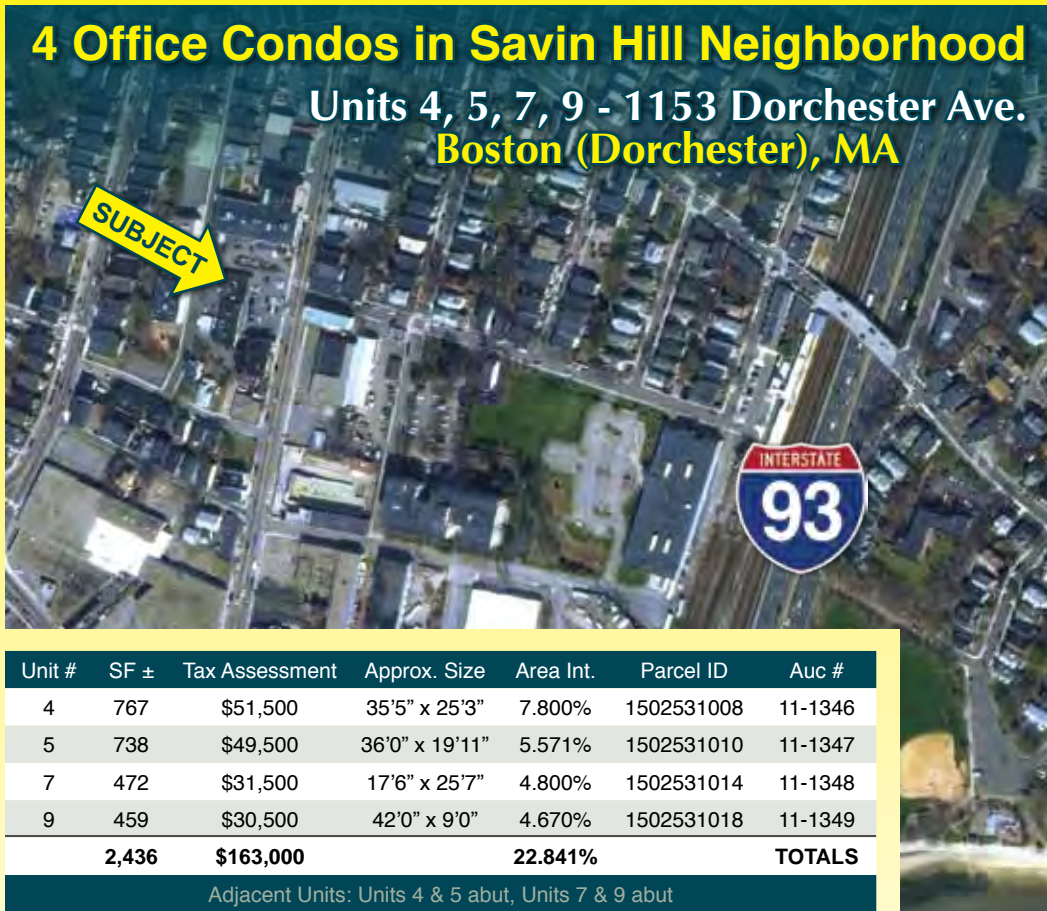 4 Office Condos in Savin Hill Neighborhood
Units 4, 5, 7, 9 - 1153 Dorchester Ave.
Boston (Dorchester), MA
SUBJECT
INTERSTATE
93
Unit # SF ± Tax Assessment Approx. Size Area Int. Parcel ID Auc #
4 767 $51,500 35’5” x 25’3” 7.800% 1502531008 11-1346
5 738 $49,500 36’0” x 19’11” 5.571% 1502531010 11-1347
7 472 $31,500 17’6” x 25’7” 4.800% 1502531014 11-1348
9 459 $30,500 42’0” x 9’0” 4.670% 1502531018 11-1349
2,436 $163,000 22.841% TOTALS
Adjacent Units: Units 4 & 5 abut, Units 7 & 9 abut